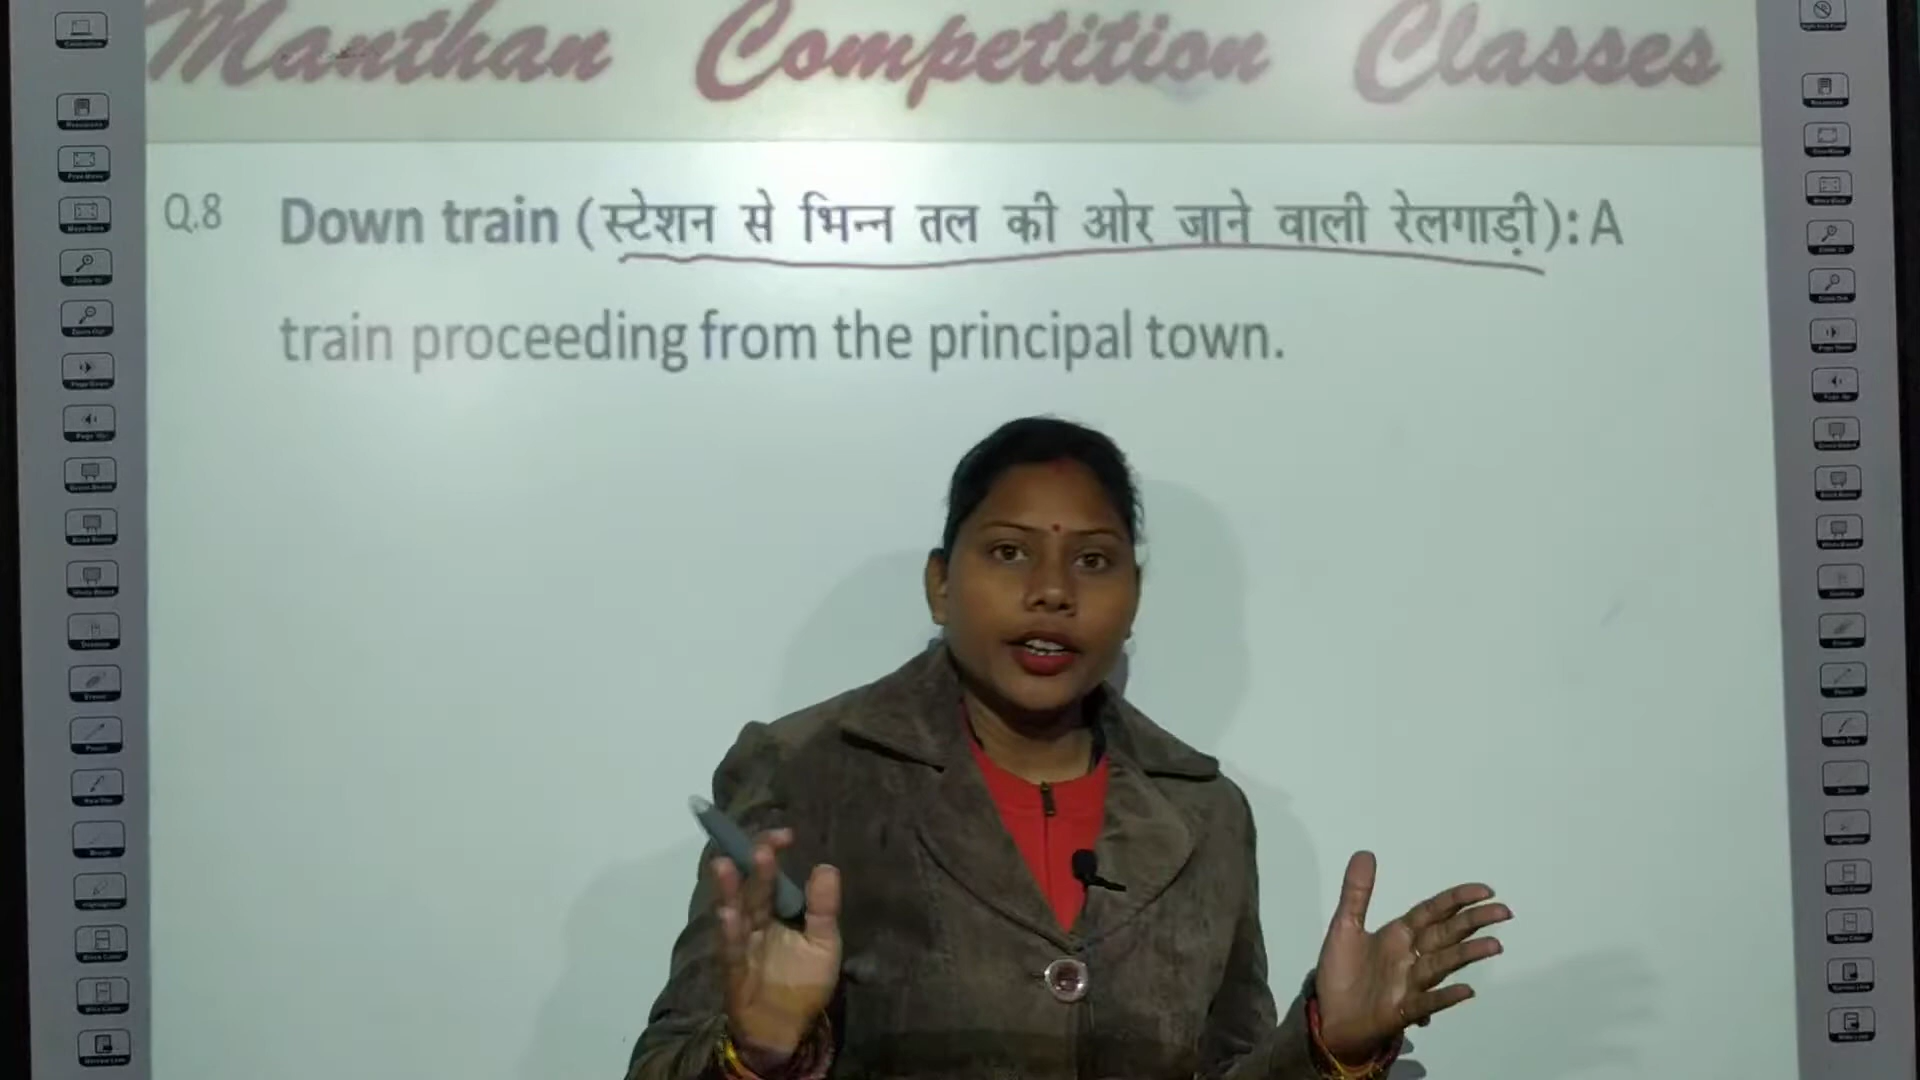 Manthan Competition Classes
Q.8 Down train (स्टेशन से भिन्न तल की ओर जाने वाली रेलगाड़ी): A
train proceeding from the principal town.